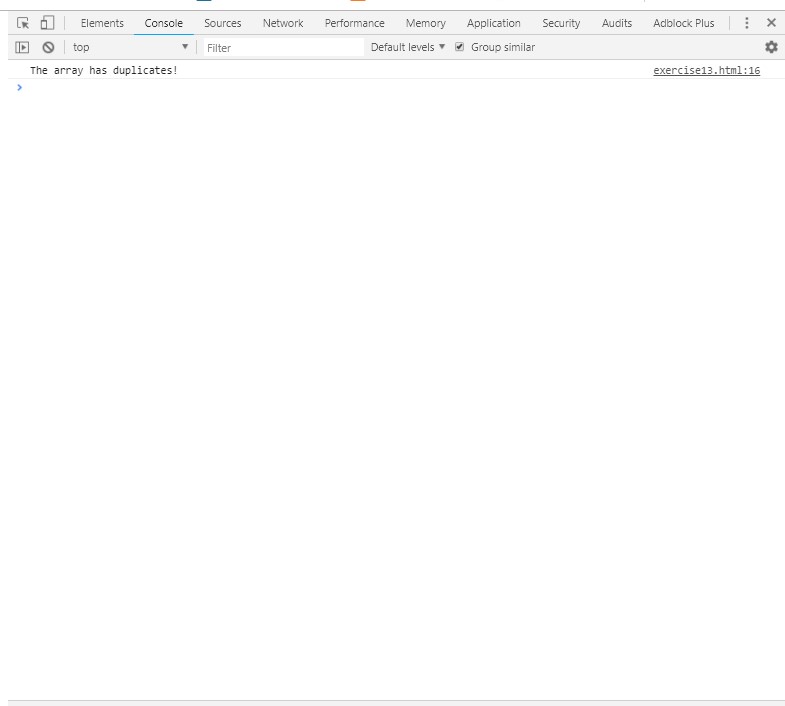 Elements Console Sources Network Performance Memory Application Security Audits Adblock Plus
top Filter Default levels Group similar
The array has duplicates! exercise13.html:16